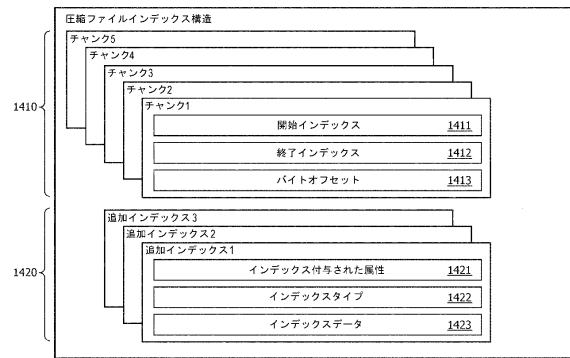 圧縮ファイルインデックス構造
チャンク5
チャンク4
チャンク3
チャンク2
チャンク1
1410
開始インデックス 1411
終了インデックス 1412
バイトオフセット 1413
追加インデックス3
追加インデックス2
追加インデックス1
1420
インデックス付与された属性 1421
インデックスタイプ 1422
インデックスデータ 1423